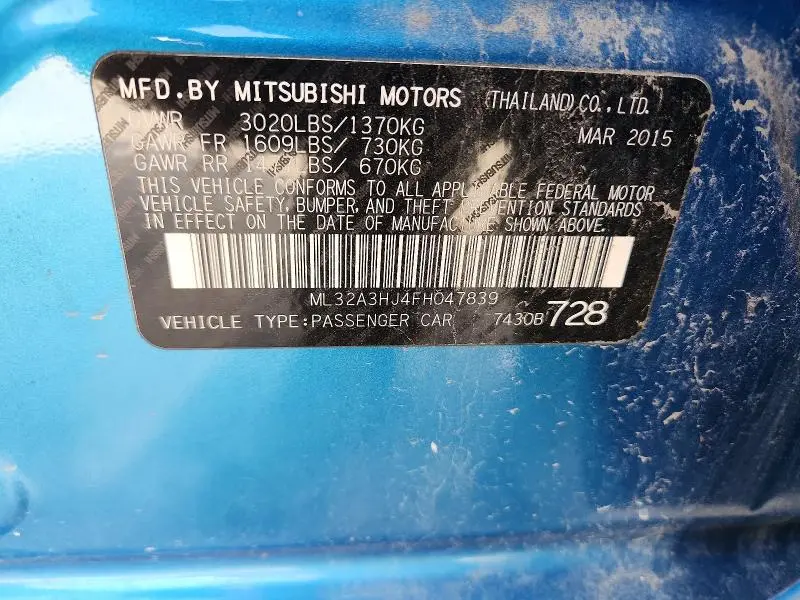 MFD.BY MITSUBISHI MOTORS (THAILAND)CO.,LTD.
GVWR 3020LBS/1370KG MAR 2015
GAWR FR 1609LBS/ 730KG
GAWR RR LBS/ 670KG
THIS VEHICLE CONFORMS TO ALL APPLICABLE FEDERAL MOTOR
VEHICLE SAFETY, BUMPER, AND THEFT PREVENTION STANDARDS
IN EFFECT ON THE DATE OF MANUFACTURE SHOWN ABOVE.
ML32A3HJ4FH047839
VEHICLE TYPE:PASSENGER CAR 7430B728